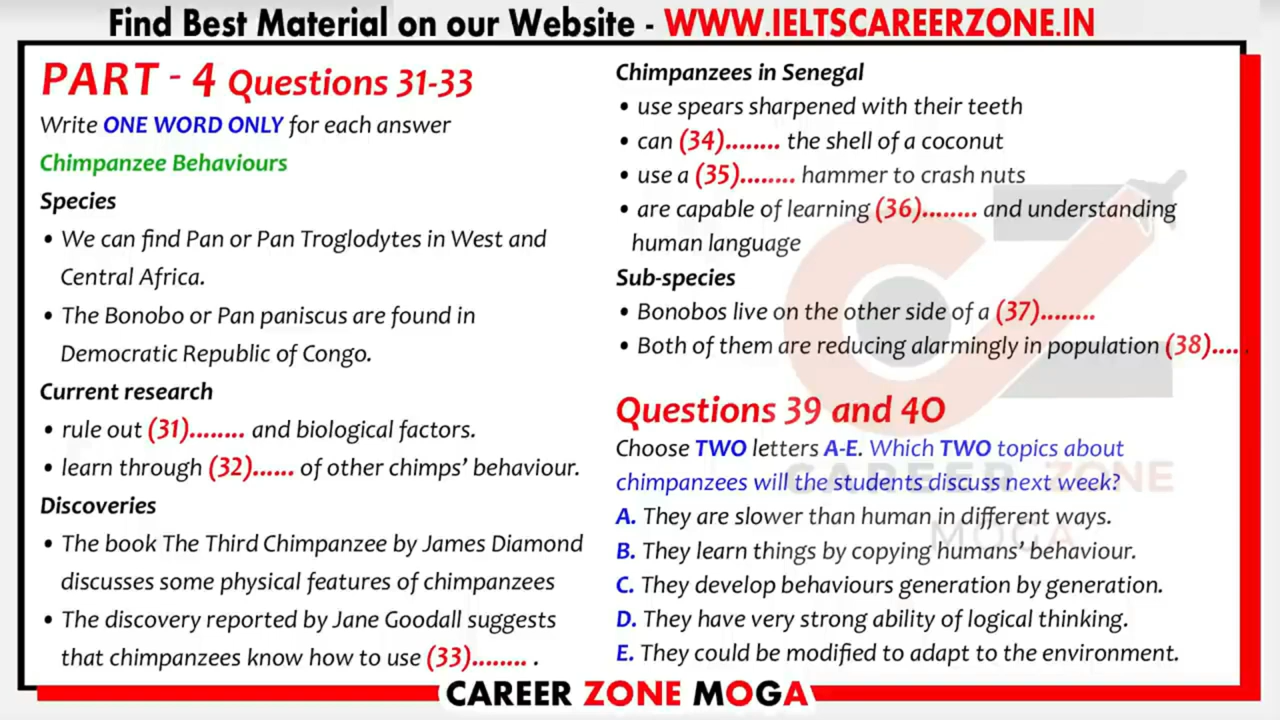 Find Best Material on our Website - WWW.IELTSCAREERZONE.IN
PART - 4 Questions 31-33
Write ONE WORD ONLY for each answer
Chimpanzee Behaviours
Species
• We can find Pan or Pan Troglodytes in West and
Central Africa.
• The Bonobo or Pan paniscus are found in
Democratic Republic of Congo.
Current research
• rule out (31)........ and biological factors.
• learn through (32)...... of other chimps' behaviour.
Discoveries
• The book The Third Chimpanzee by James Diamond
discusses some physical features of chimpanzees
• The discovery reported by Jane Goodall suggests
that chimpanzees know how to use (33)........ .
Chimpanzees in Senegal
• use spears sharpened with their teeth
• can (34)........ the shell of a coconut
• use a (35)........ hammer to crash nuts
• are capable of learning (36)........ and understanding
human language
Sub-species
• Bonobos live on the other side of a (37)........
• Both of them are reducing alarmingly in population (38).....
Questions 39 and 40
Choose TWO letters A-E. Which TWO topics about
chimpanzees will the students discuss next week?
A. They are slower than human in different ways.
B. They learn things by copying humans' behaviour.
C. They develop behaviours generation by generation.
D. They have very strong ability of logical thinking.
E. They could be modified to adapt to the environment.
CAREER ZONE
MOGA
CAREER ZONE MOGA